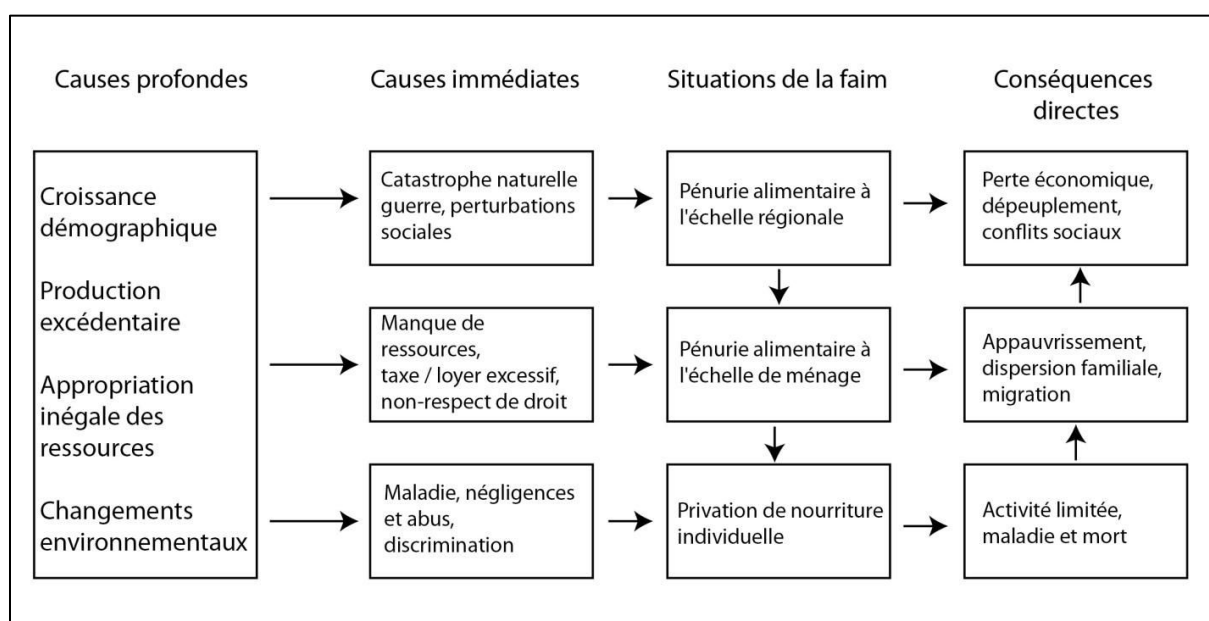 Causes profondes
Causes immédiates
Situations de la faim
Conséquences
directes
Croissance
démographique
Production
excédentaire
Appropriation
inégale des
ressources
Changements
environnementaux
Catastrophe naturelle
guerre, perturbations
sociales
Pénurie alimentaire à
l'échelle régionale
Perte économique,
dépeuplement,
conflits sociaux
Manque de
ressources,
taxe / loyer excessif,
non-respect de droit
Pénurie alimentaire à
l'échelle de ménage
Appauvrissement,
dispersion familiale,
migration
Maladie, négligences
et abus,
discrimination
Privation de nourriture
individuelle
Activité limitée,
maladie et mort